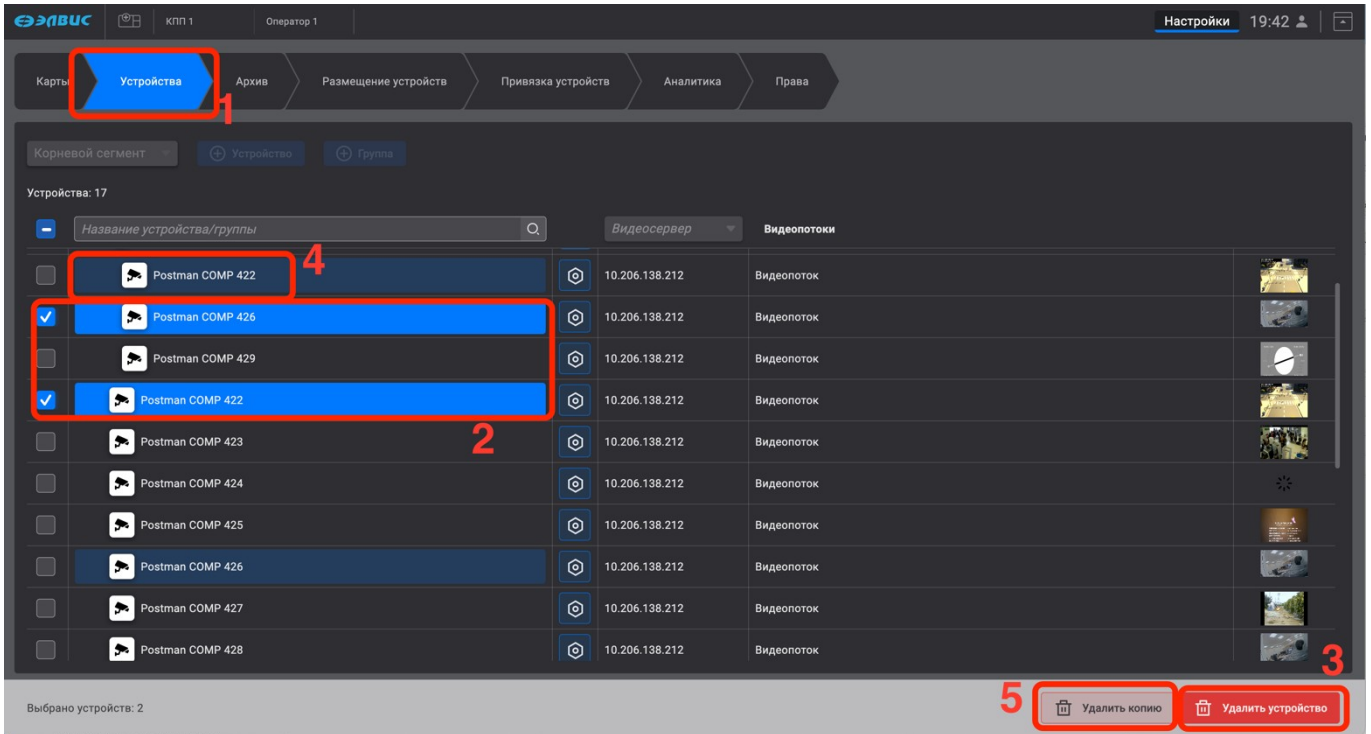 ЭЛВИС КПП 1 Оператор 1 Настройки 19:42
Карты Устройства Архив Размещение устройств Привязка устройств Аналитика Права
1
Корневой сегмент Устройство Группа
Устройства: 17
Название устройства/группы Видеосервер Видеопотоки
4
Postman COMP 422 10.206.138.212 Видеопоток
Postman COMP 426 10.206.138.212 Видеопоток
Postman COMP 429 10.206.138.212 Видеопоток
Postman COMP 422 10.206.138.212 Видеопоток
2
Postman COMP 423 10.206.138.212 Видеопоток
Postman COMP 424 10.206.138.212 Видеопоток
Postman COMP 425 10.206.138.212 Видеопоток
Postman COMP 426 10.206.138.212 Видеопоток
Postman COMP 427 10.206.138.212 Видеопоток
Postman COMP 428 10.206.138.212 Видеопоток
3
Выбрано устройств: 2 5 Удалить копию Удалить устройство